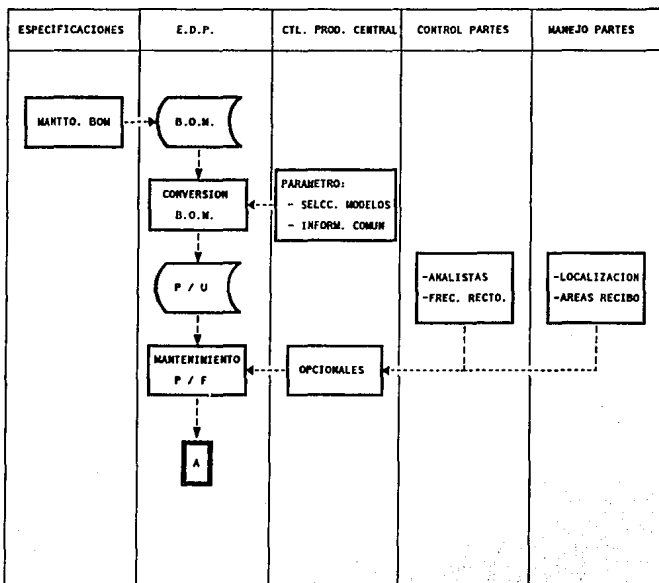 ESPECIFICACIONES
E.D.P.
CTL. PROD. CENTRAL
CONTROL PARTES
MANEJO PARTES
MANTTO. BOM
B.O.M.
CONVERSION
B.O.M.
PARAMETRO:
- SELCC. MODELOS
- INFORM. COMUN
P / U
-ANALISTAS
-FREC. RECTO.
-LOCALIZACION
-AREAS RECIBO
MANTENIMIENTO
P / F
OPCIONALES
A